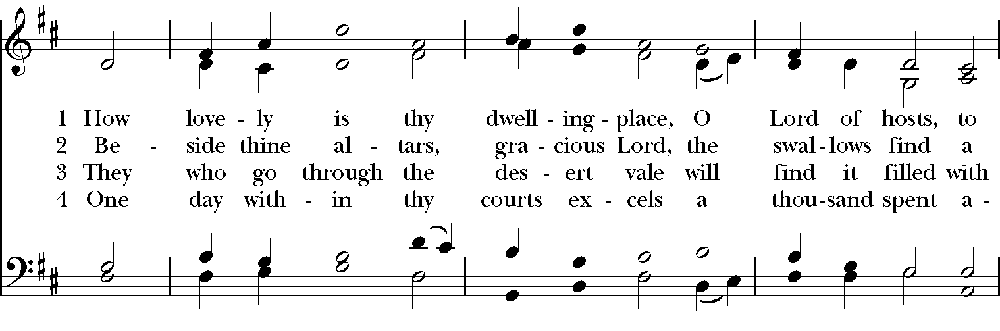 1 How love - ly is thy dwell - ing - place, O Lord of hosts, to
2 Be - side thine al - tars, gra - cious Lord, the swal - lows find a
3 They who go through the des - ert vale will find it filled with
4 One day with - in thy courts ex - cels a thou - sand spent a -